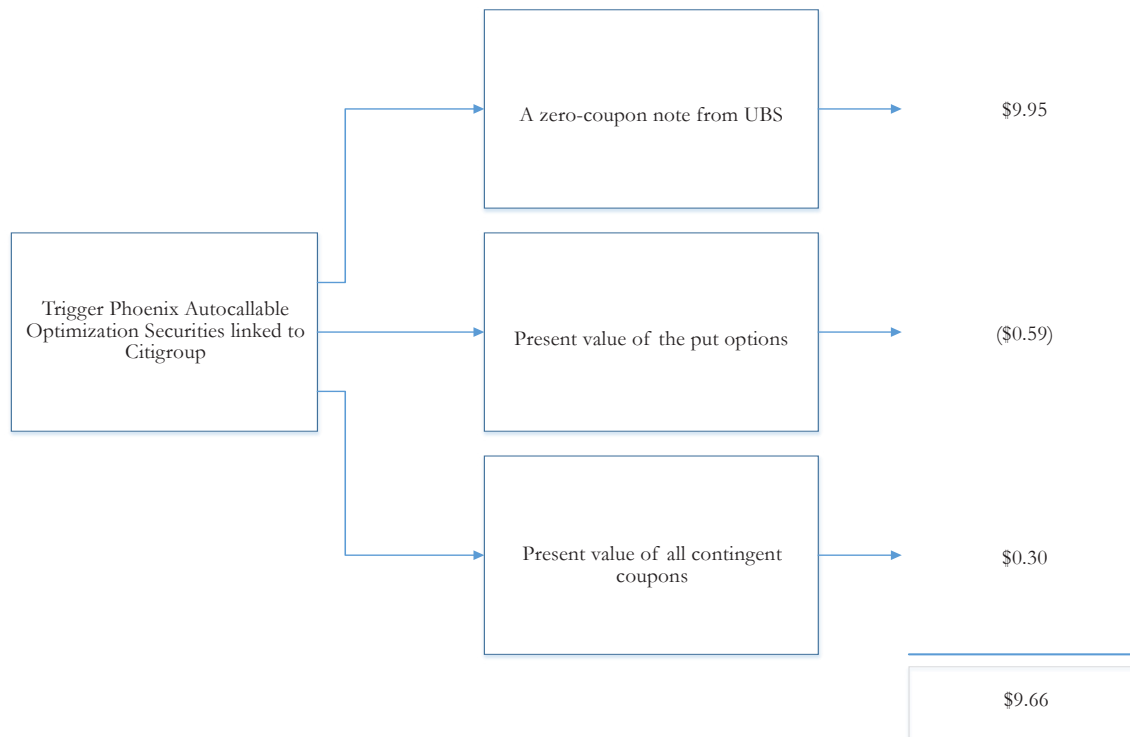 A zero-coupon note from UBS
$9.95
Trigger Phoenix Autocallable
Optimization Securities linked to
Citigroup
Present value of the put options
($0.59)
Present value of all contingent
coupons
$0.30
$9.66